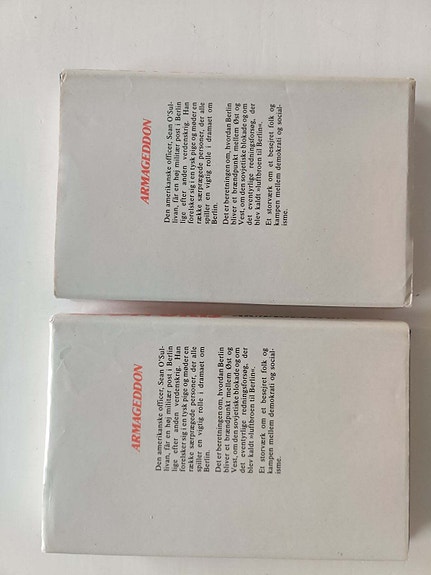 ARMAGEDDON
Den amerikanske officer, Sean O'Sul-
livan, får en høj militær post i Berlin
lige efter anden verdenskrig. Han
forelsker sig i en tysk pige og møder en
række særprægede personer, der alle
spiller en vigtig rolle i dramaet om
Berlin.
Det er beretningen om, hvordan Berlin
bliver et brændpunkt mellem Øst og
Vest, om den sovjetiske blokade og om
det eventyrlige redningsforsøg, der
blev kaldt »luftbroen til Berlin«.
Et storværk om et besejret folk og
kampen mellem demokrati og social-
isme.
ARMAGEDDON
Den amerikanske officer, Sean O'Sul-
livan, får en høj militær post i Berlin
lige efter anden verdenskrig. Han
forelsker sig i en tysk pige og møder en
række særprægede personer, der alle
spiller en vigtig rolle i dramaet om
Berlin.
Det er beretningen om, hvordan Berlin
bliver et brændpunkt mellem Øst og
Vest, om den sovjetiske blokade og om
det eventyrlige redningsforsøg, der
blev kaldt »luftbroen til Berlin«.
Et storværk om et besejret folk og
kampen mellem demokrati og social-
isme.